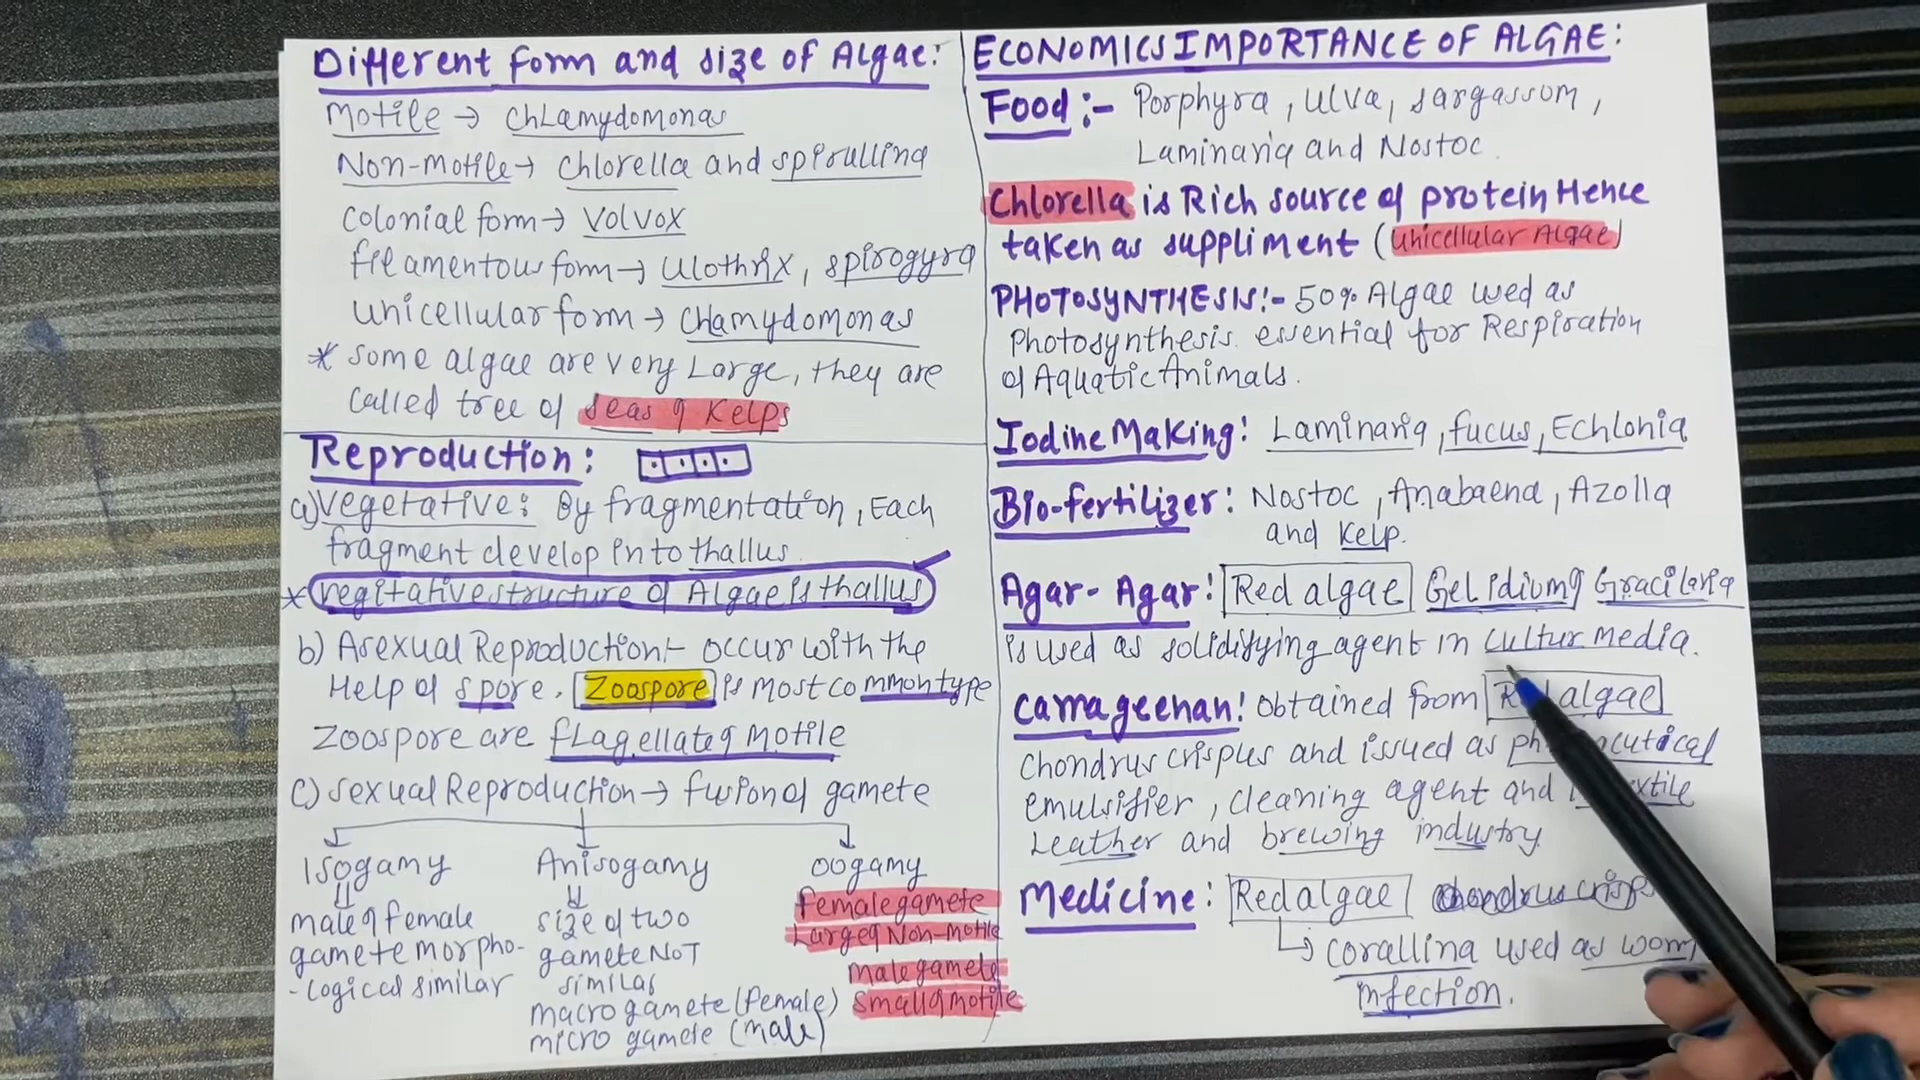 Different form and size of Algae:
Motile → Chlamydomonas
Non-motile → Chlorella and spirullina
Colonial form → Volvox
filamentous form → Ulothrix, spirogyra
Unicellular form → Chamydomonas
* Some algae are very Large, they are
called tree of Seas & Kelps
Reproduction:
a) Vegetative: By fragmentation, Each
fragment develop into thallus.
* vegitative structure of Algae is thallus
b) Asexual Reproduction:- occur with the
Help of spore. Zoospore is most common type
Zoospore are flagellate & motile
c) Sexual Reproduction → fusion of gamete
Isogamy Anisogamy oogamy
male & female
gamete morpho-
-logical similar
size of two
gamete NoT
similar
macro gamete (female)
micro gamete (male)
Female gamete
Large & Non-motile
male gamete
small & motile
ECONOMICS IMPORTANCE OF ALGAE:
Food :- Porphyra, ulva, sargassum,
Laminaria and Nostoc.
Chlorella is Rich source of protein Hence
taken as suppliment (unicellular Algae)
PHOTOSYNTHESIS:- 50% Algae used as
Photosynthesis. essential for Respiration
of Aquatic Animals.
Iodine Making: Laminaria, fucus, Echlonia
Bio-fertilizer: Nostoc, Anabaena, Azolla
and Kelp.
Agar-Agar: Red algae Gelidium & Gracilaria
is used as solidifying agent in cultur media.
Carrageenan! obtained from Red algae
Chondrus crispus and issued as
emulsifier, cleaning agent and
Leather and brewing industry
Medicine: Red algae
↳ corallina used as worm
infection.